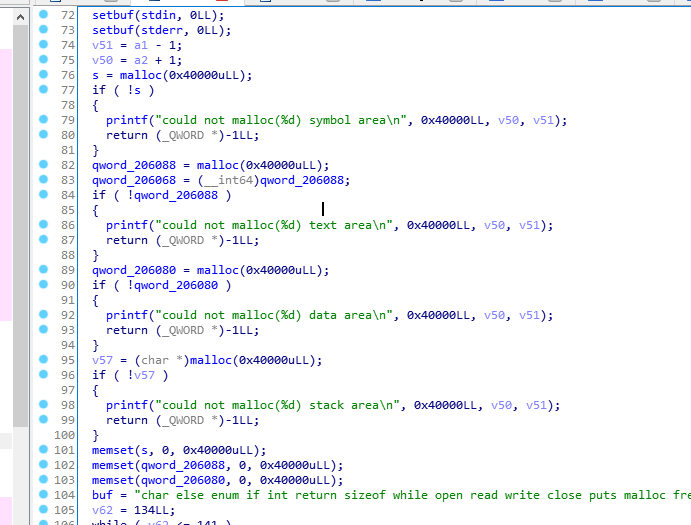 72 setbuf(stdin, 0LL);
73 setbuf(stderr, 0LL);
74 v51 = a1 - 1;
75 v50 = a2 + 1;
76 s = malloc(0x40000uLL);
77 if ( !s )
78 {
79 printf("could not malloc(%d) symbol area\n", 0x40000LL, v50, v51);
80 return (_QWORD *)-1LL;
81 }
82 qword_206088 = malloc(0x40000uLL);
83 qword_206068 = (__int64)qword_206088;
84 if ( !qword_206088 )
85 {
86 printf("could not malloc(%d) text area\n", 0x40000LL, v50, v51);
87 return (_QWORD *)-1LL;
88 }
89 qword_206080 = malloc(0x40000uLL);
90 if ( !qword_206080 )
91 {
92 printf("could not malloc(%d) data area\n", 0x40000LL, v50, v51);
93 return (_QWORD *)-1LL;
94 }
95 v57 = (char *)malloc(0x40000uLL);
96 if ( !v57 )
97 {
98 printf("could not malloc(%d) stack area\n", 0x40000LL, v50, v51);
99 return (_QWORD *)-1LL;
100 }
101 memset(s, 0, 0x40000uLL);
102 memset(qword_206088, 0, 0x40000uLL);
103 memset(qword_206080, 0, 0x40000uLL);
104 buf = "char else enum if int return sizeof while open read write close puts malloc fre
105 v62 = 134LL;
106 while ( v62 <= 141 )